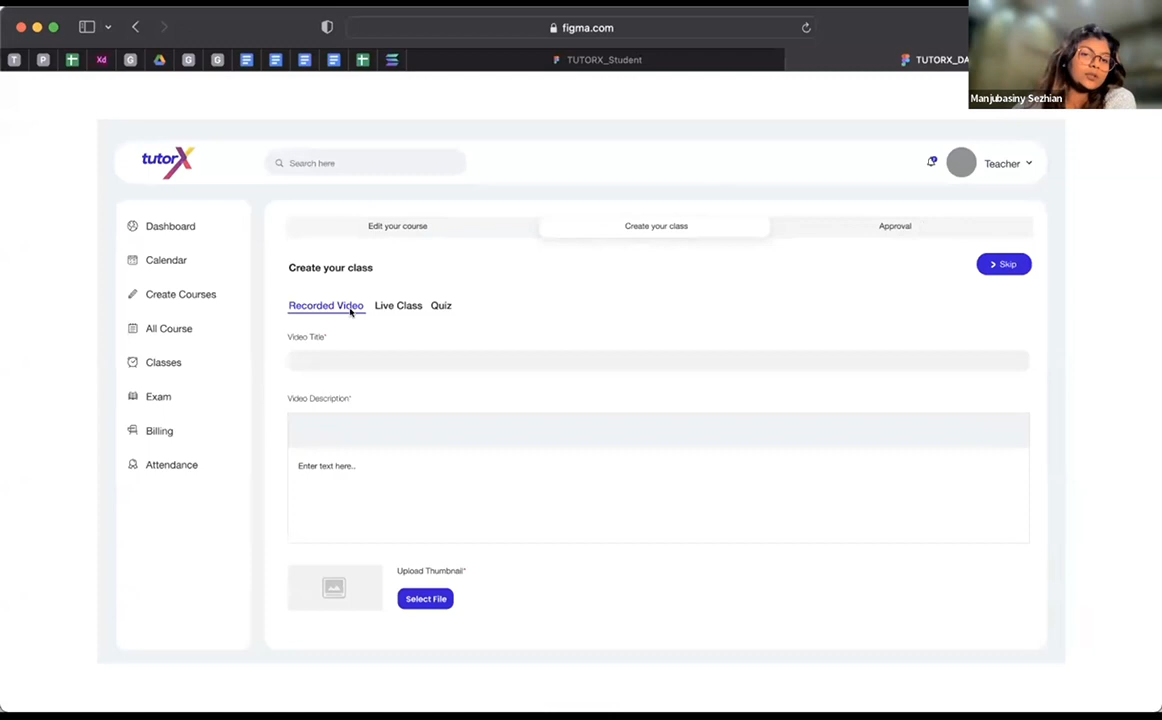 figma.com
T P Xd G G G TUTORX_Student TUTORX_DA
Manjubasiny Sezhian
tutorX Search here Teacher
Dashboard
Calendar
Create Courses
All Course
Classes
Exam
Billing
Attendance
Edit your course Create your class Approval
Create your class
Skip
Recorded Video Live Class Quiz
Video Title*
Video Description*
Enter text here..
Upload Thumbnail*
Select File